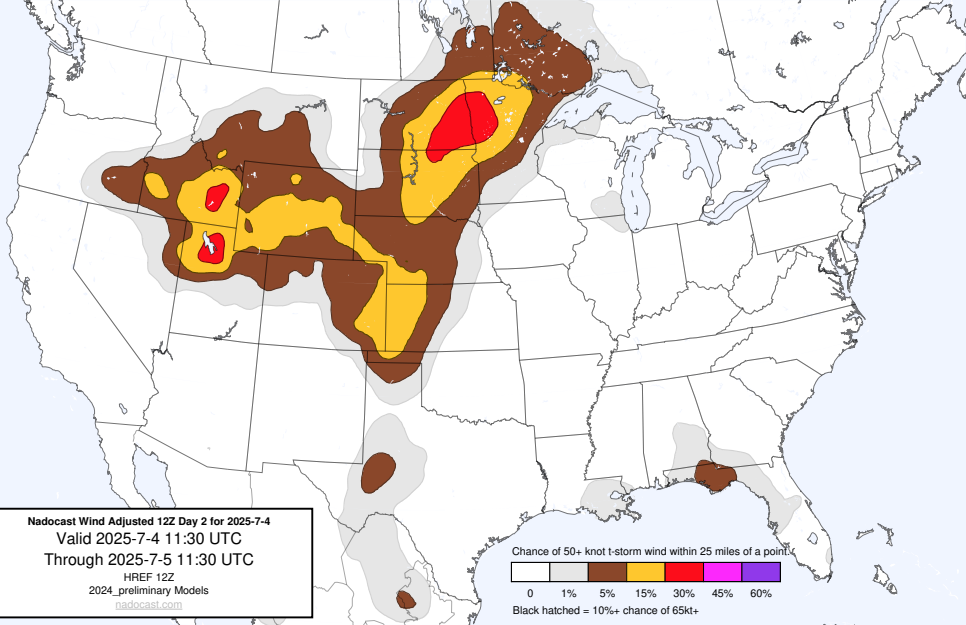 Nadocast Wind Adjusted 12Z Day 2 for 2025-7-4
Valid 2025-7-4 11:30 UTC
Through 2025-7-5 11:30 UTC
HREF 12Z
2024_preliminary Models
nadocast.com
Chance of 50+ knot t-storm wind within 25 miles of a point.
0 1% 5% 15% 30% 45% 60%
Black hatched = 10%+ chance of 65kt+